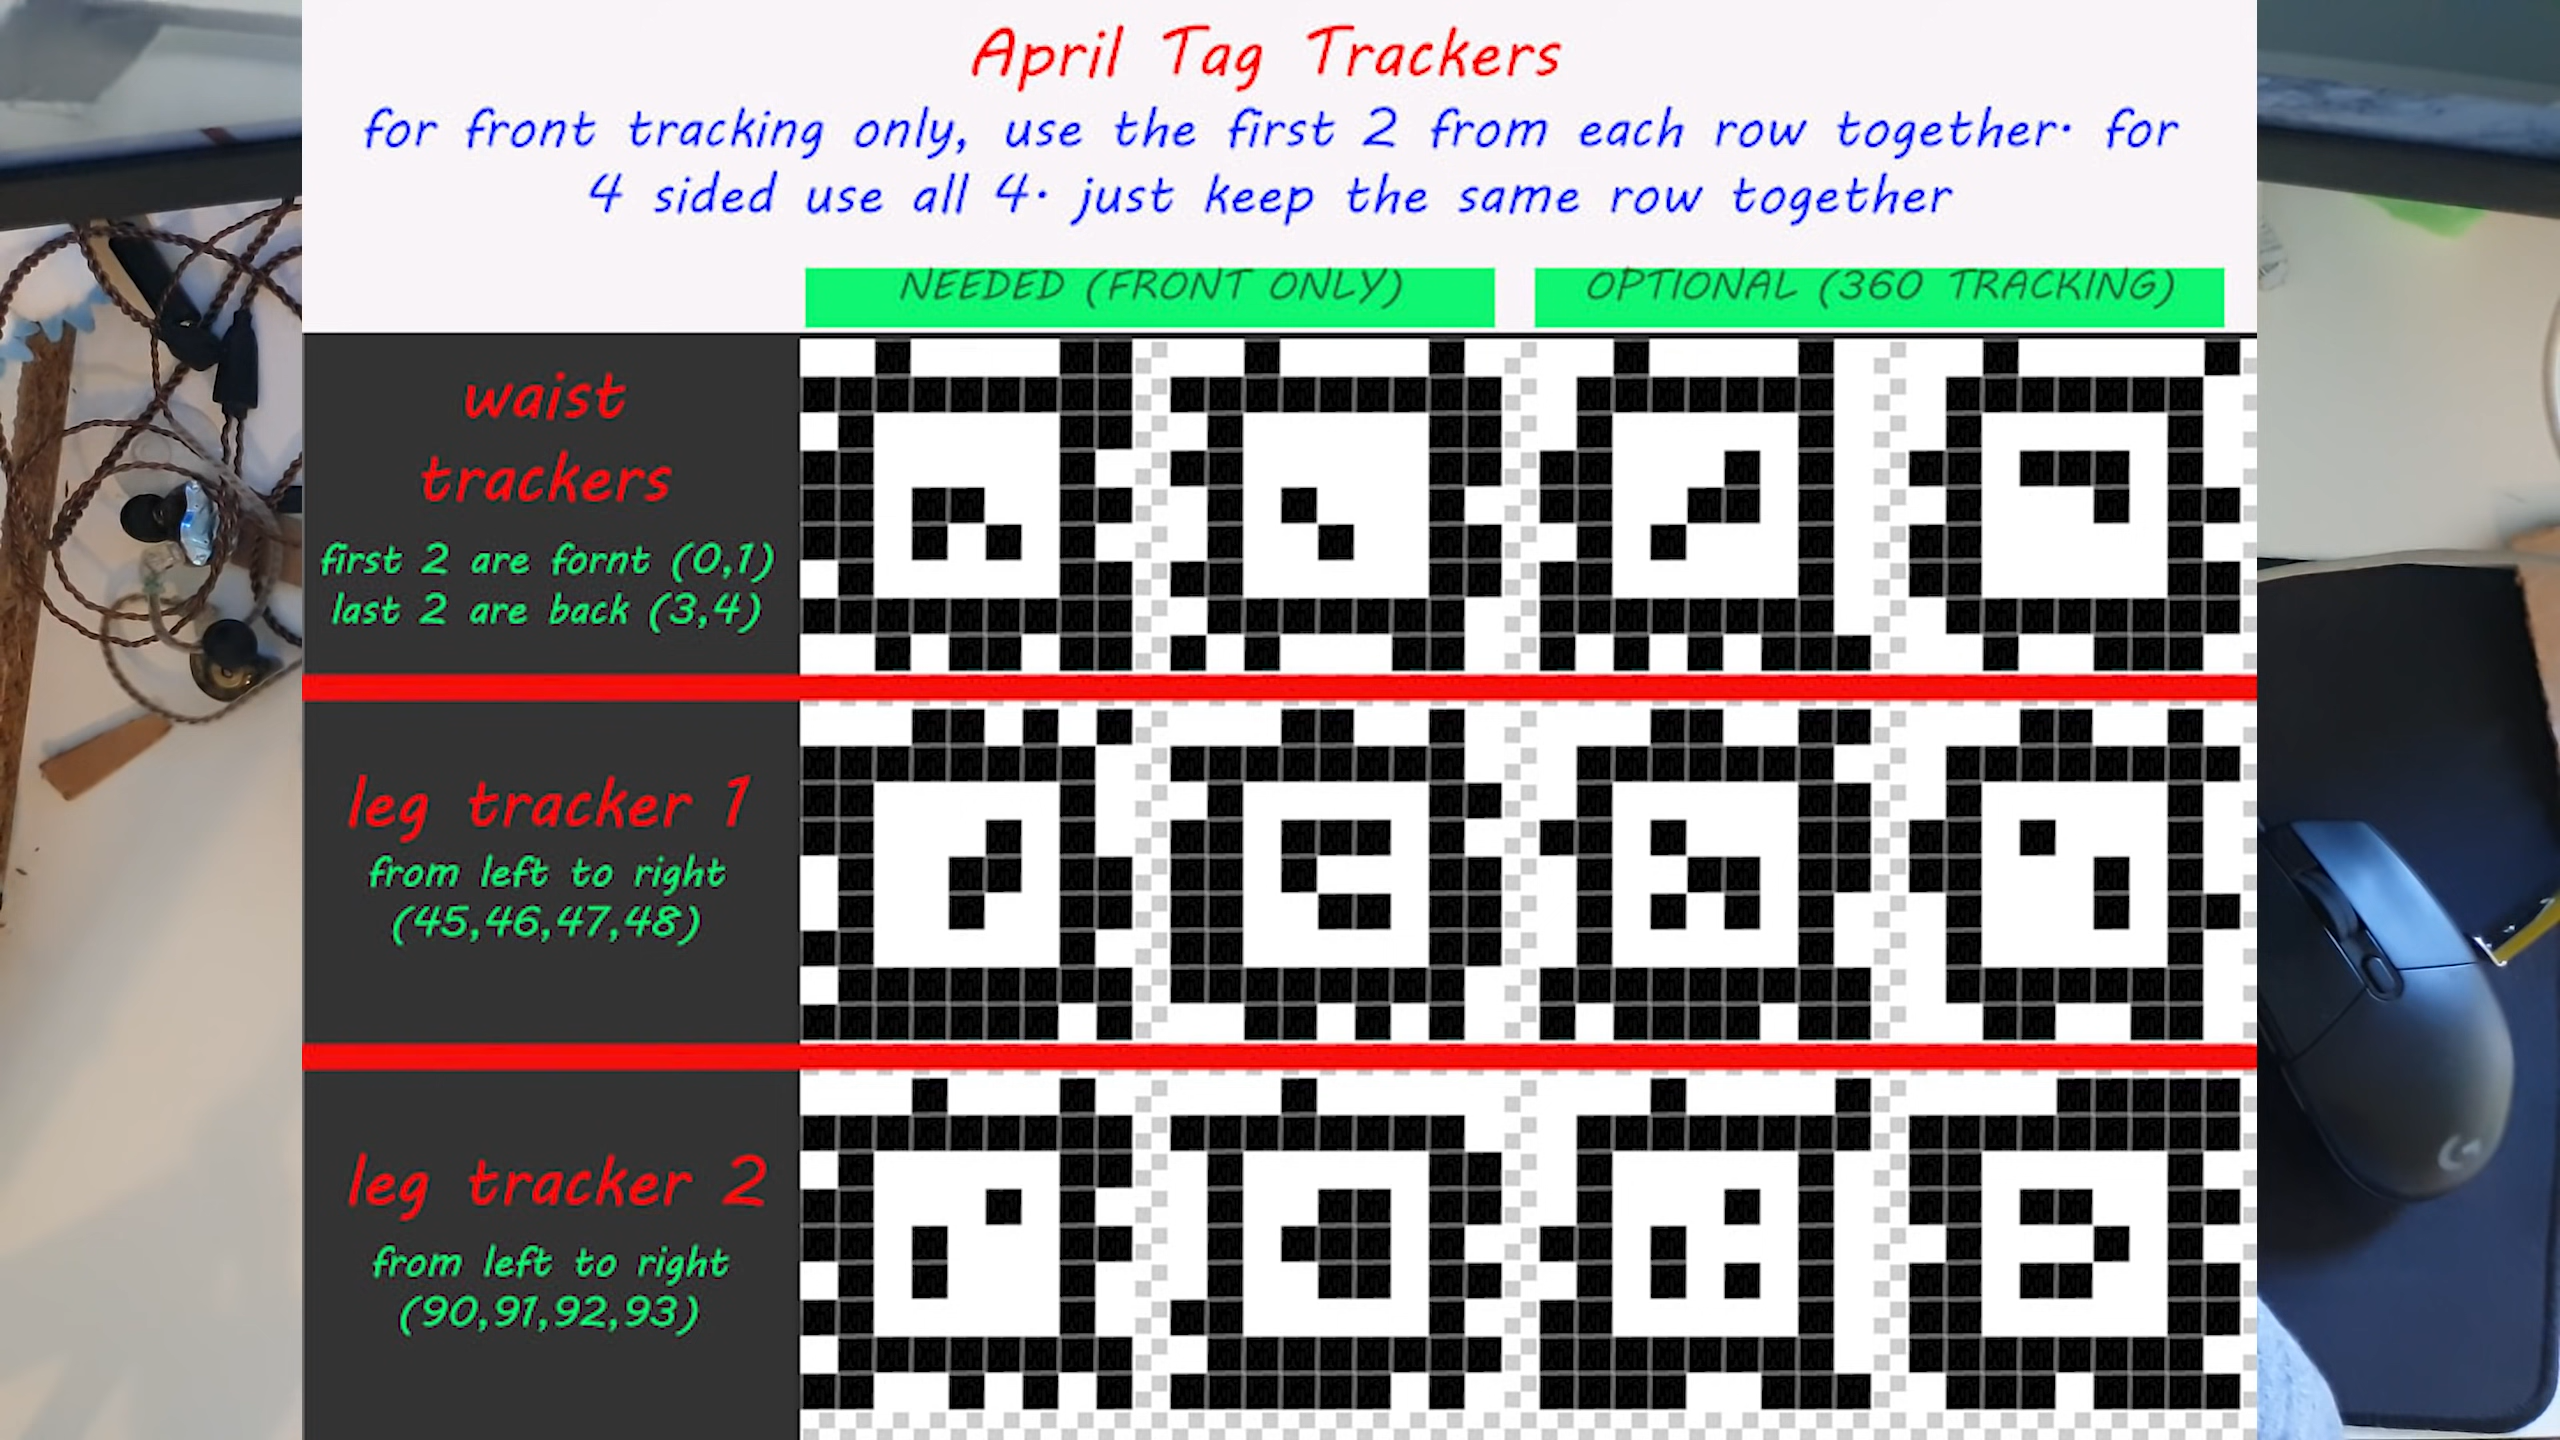 April Tag Trackers
for front tracking only, use the first 2 from each row together. for
4 sided use all 4. just keep the same row together
NEEDED (FRONT ONLY)
OPTIONAL (360 TRACKING)
waist
trackers
first 2 are fornt (0,1)
last 2 are back (3,4)
leg tracker 1
from left to right
(45,46,47,48)
leg tracker 2
from left to right
(90,91,92,93)